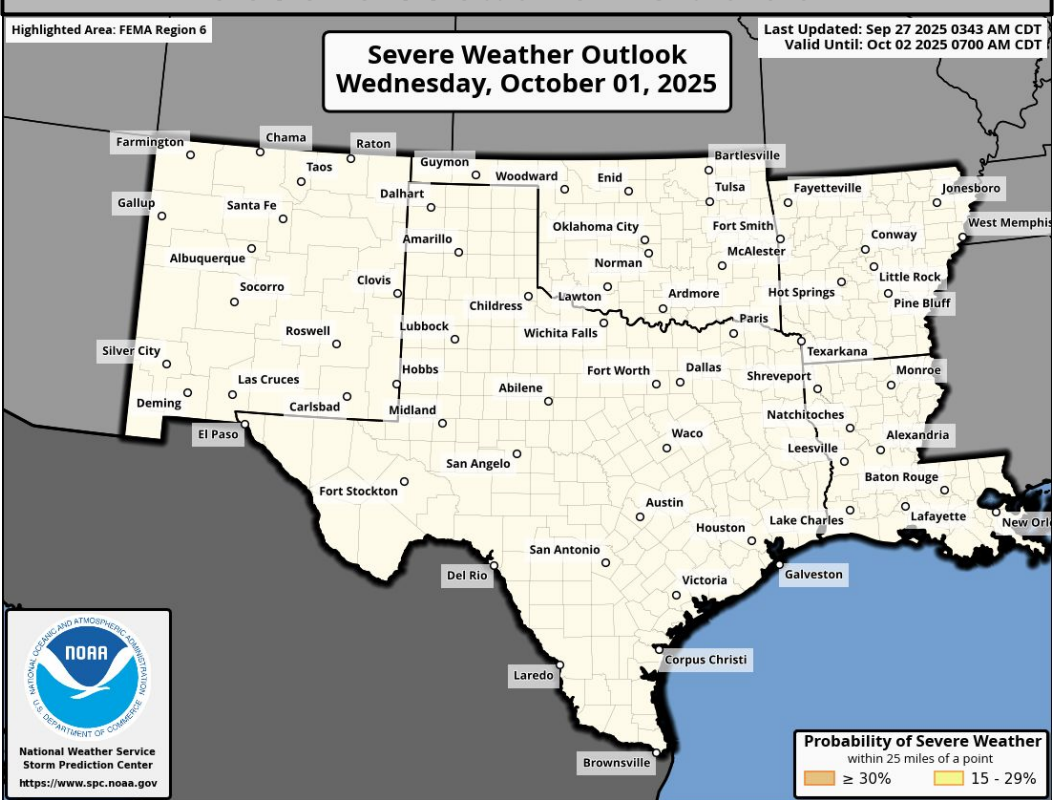 Highlighted Area: FEMA Region 6
Severe Weather Outlook
Wednesday, October 01, 2025
Last Updated: Sep 27 2025 0343 AM CDT
Valid Until: Oct 02 2025 0700 AM CDT
Farmington
Chama
Raton
Taos
Guymon
Woodward
Enid
Bartlesville
Tulsa
Fayetteville
Jonesboro
Gallup
Santa Fe
Dalhart
West Memphis
Albuquerque
Amarillo
Oklahoma City
Fort Smith
Conway
Norman
McAlester
Socorro
Clovis
Childress
Lawton
Ardmore
Hot Springs
Little Rock
Pine Bluff
Roswell
Lubbock
Wichita Falls
Paris
Texarkana
Silver City
Las Cruces
Hobbs
Abilene
Fort Worth
Dallas
Shreveport
Monroe
Deming
Carlsbad
Midland
Natchitoches
El Paso
San Angelo
Waco
Leesville
Alexandria
Fort Stockton
Baton Rouge
Austin
Houston
Lake Charles
Lafayette
New Orl
Del Rio
San Antonio
Galveston
Victoria
Laredo
Corpus Christi
Brownsville
NATIONAL OCEANIC AND ATMOSPHERIC ADMINISTRATION
NOAA
U.S. DEPARTMENT OF COMMERCE
National Weather Service
Storm Prediction Center
https://www.spc.noaa.gov
Probability of Severe Weather
within 25 miles of a point
≥ 30%
15 - 29%